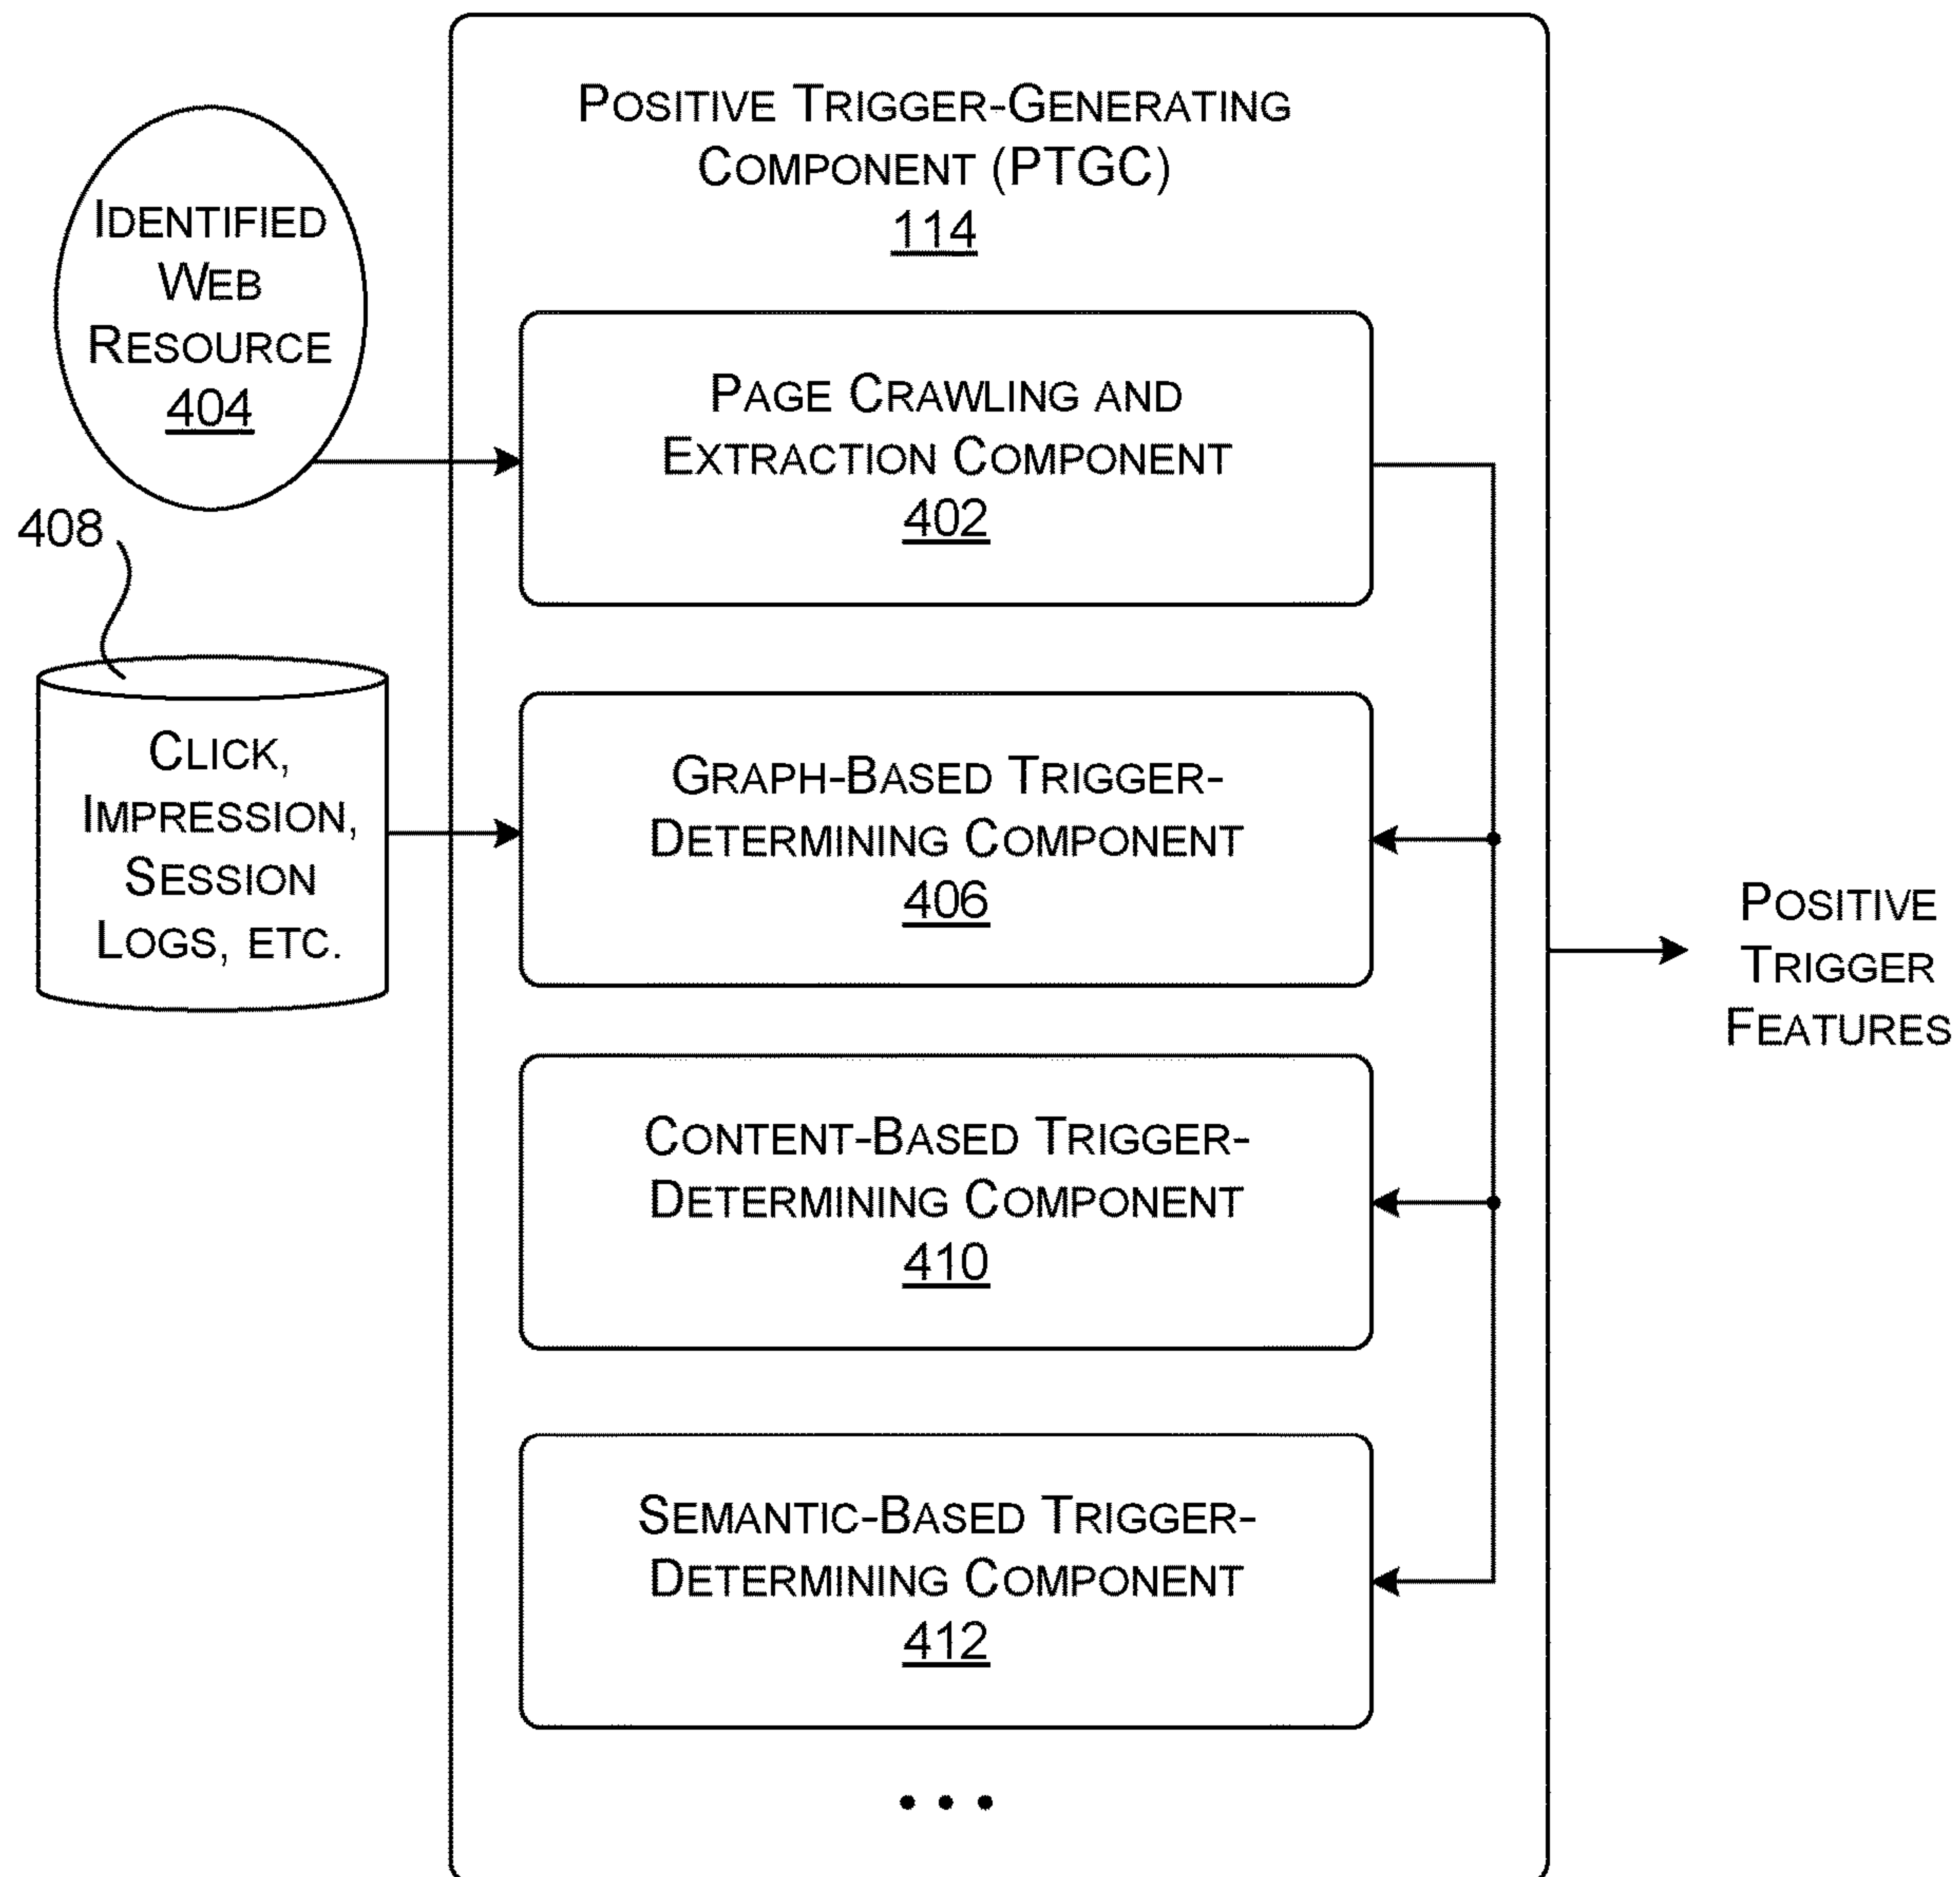 POSITIVE TRIGGER-GENERATING
COMPONENT (PTGC)
114
IDENTIFIED
WEB
RESOURCE
404
PAGE CRAWLING AND
EXTRACTION COMPONENT
402
408
CLICK,
IMPRESSION,
SESSION
LOGS, ETC.
GRAPH-BASED TRIGGER-
DETERMINING COMPONENT
406
CONTENT-BASED TRIGGER-
DETERMINING COMPONENT
410
SEMANTIC-BASED TRIGGER-
DETERMINING COMPONENT
412
• • •
POSITIVE
TRIGGER
FEATURES